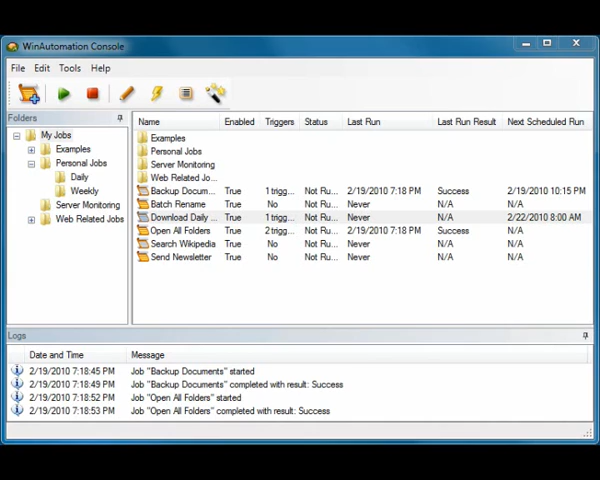 WinAutomation Console
File Edit Tools Help
Folders
My Jobs
Examples
Personal Jobs
Daily
Weekly
Server Monitoring
Web Related Jobs
Name Enabled Triggers Status Last Run Last Run Result Next Scheduled Run
Examples
Personal Jobs
Server Monitoring
Web Related Jo...
Backup Docum... True 1 trigg... Not Ru... 2/19/2010 7:18 PM Success 2/19/2010 10:15 PM
Batch Rename True No Not Ru... Never N/A N/A
Download Daily ... True 1 trigg... Not Ru... Never N/A 2/22/2010 8:00 AM
Open All Folders True 2 trigg... Not Ru... 2/19/2010 7:18 PM Success N/A
Search Wikipedia True No Not Ru... Never N/A N/A
Send Newsletter True No Not Ru... Never N/A N/A
Logs
Date and Time Message
2/19/2010 7:18:45 PM Job "Backup Documents" started
2/19/2010 7:18:49 PM Job "Backup Documents" completed with result: Success
2/19/2010 7:18:52 PM Job "Open All Folders" started
2/19/2010 7:18:53 PM Job "Open All Folders" completed with result: Success